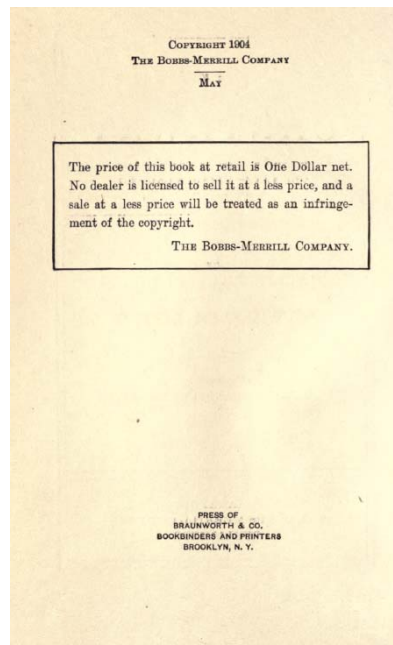 COPYRIGHT 1904
THE BOBBS-MERRILL COMPANY
MAY
The price of this book at retail is One Dollar net.
No dealer is licensed to sell it at a less price, and a
sale at a less price will be treated as an infringe-
ment of the copyright.
THE BOBBS-MERRILL COMPANY.
PRESS OF
BRAUNWORTH & CO.
BOOKBINDERS AND PRINTERS
BROOKLYN, N. Y.